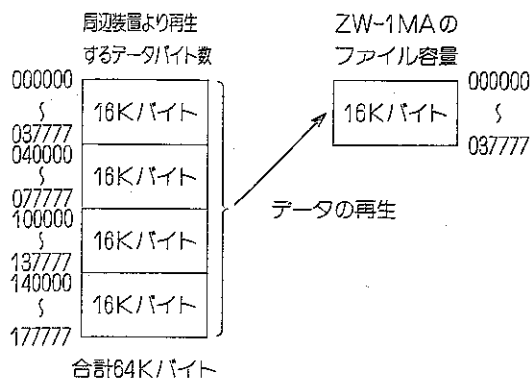 周辺装置より再生
するデータバイト数
000000
〜
037777
16Kバイト
040000
〜
077777
16Kバイト
100000
〜
137777
16Kバイト
140000
〜
177777
16Kバイト
合計64Kバイト
データの再生
ZW-1MAの
ファイル容量
16Kバイト
000000
〜
037777